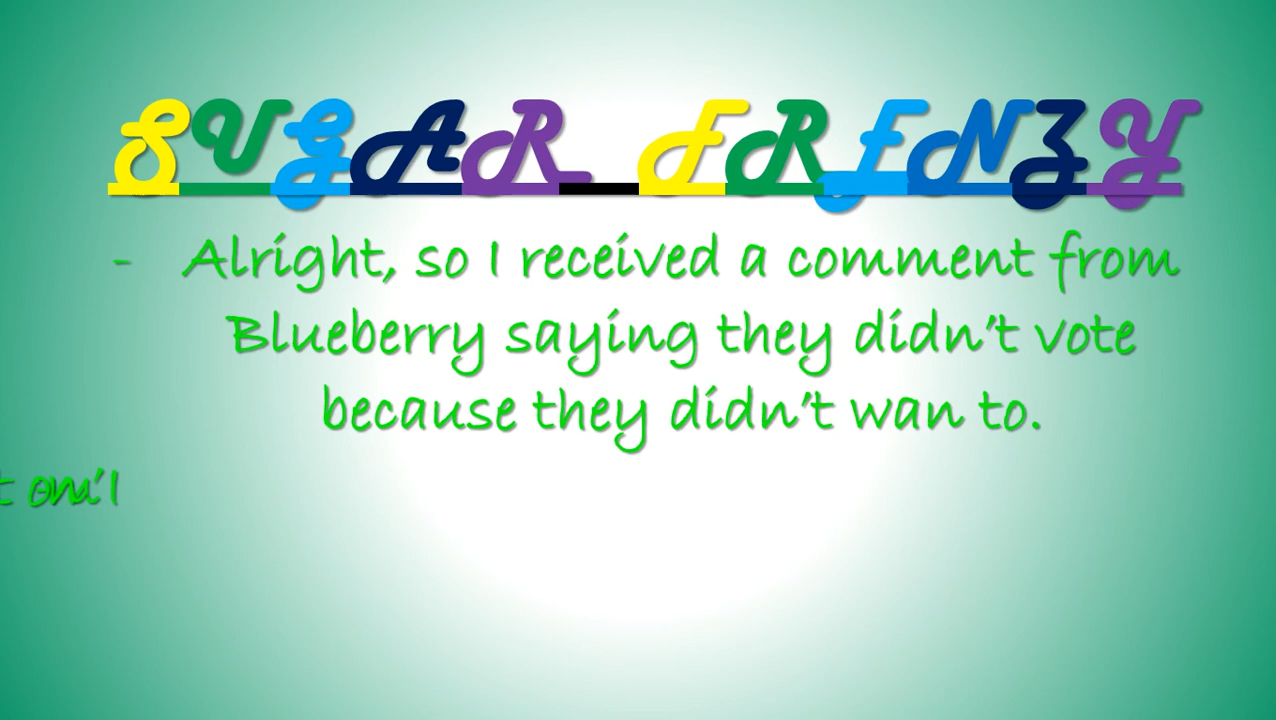 SUGAR FRENZY
- Alright, so I received a comment from
Blueberry saying they didn't vote
because they didn't wan to.